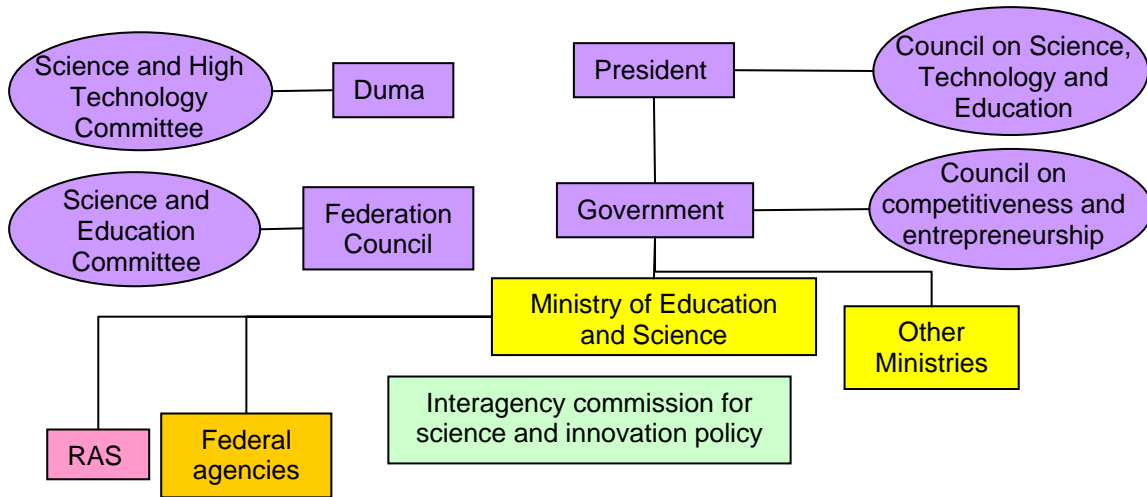 Science and High
Technology
Committee
Duma
President
Council on Science,
Technology and
Education
Science and
Education
Committee
Federation
Council
Government
Council on
competitiveness and
entrepreneurship
Ministry of Education
and Science
Other
Ministries
Interagency commission for
science and innovation policy
RAS
Federal
agencies